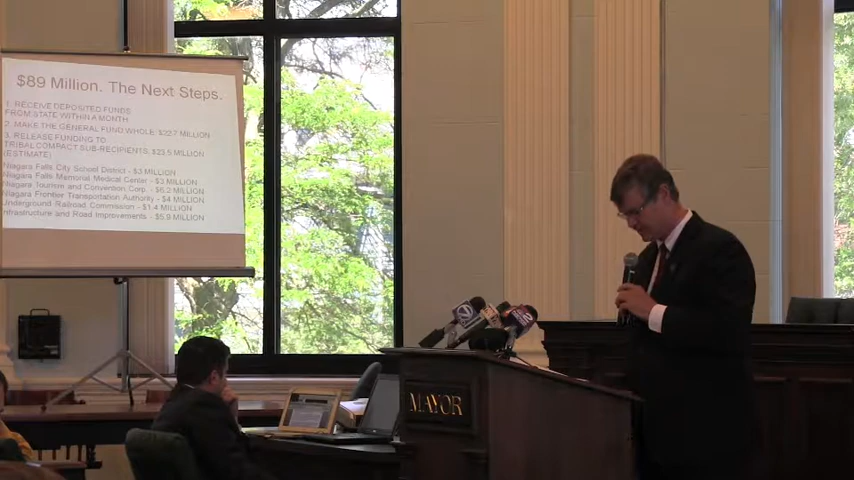 $89 Million. The Next Steps.
1. RECEIVE DEPOSITED FUNDS
FROM STATE WITHIN A MONTH
2. MAKE THE GENERAL FUND WHOLE: $22.7 MILLION
3. RELEASE FUNDING TO
TRIBAL COMPACT SUB-RECIPIENTS: $23.5 MILLION
(ESTIMATE)
Niagara Falls City School District - $3 MILLION
Niagara Falls Memorial Medical Center - $3 MILLION
Niagara Tourism and Convention Corp. - $6.2 MILLION
Niagara Frontier Transportation Authority - $4 MILLION
Underground Railroad Commission - $1.4 MILLION
Infrastructure and Road Improvements - $5.9 MILLION
MAYOR